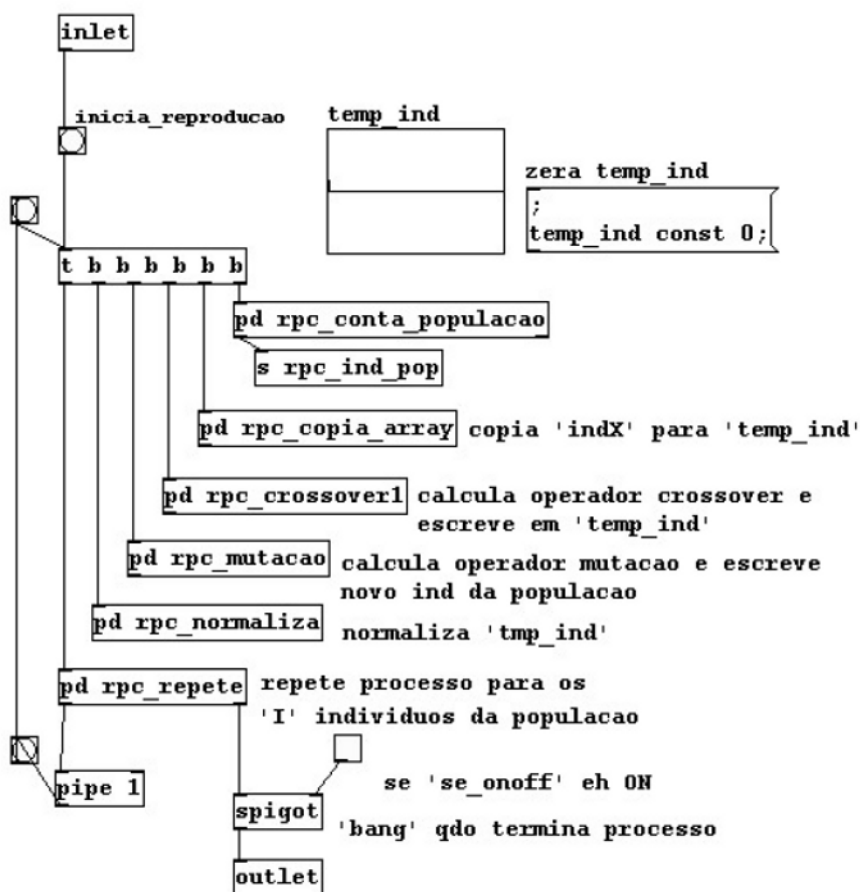 inlet
inicia_reproducao
temp_ind
zera temp_ind
;
temp_ind const 0;
t b b b b b b
pd rpc_conta_populacao
s rpc_ind_pop
pd rpc_copia_array
copia 'indX' para 'temp_ind'
pd rpc_crossover1
calcula operador crossover e
escreve em 'temp_ind'
pd rpc_mutacao
calcula operador mutacao e escreve
novo ind da populacao
pd rpc_normaliza
normaliza 'tmp_ind'
pd rpc_repete
repete processo para os
'I' individuos da populacao
pipe 1
se 'se_onoff' eh ON
spigot
'bang' qdo termina processo
outlet